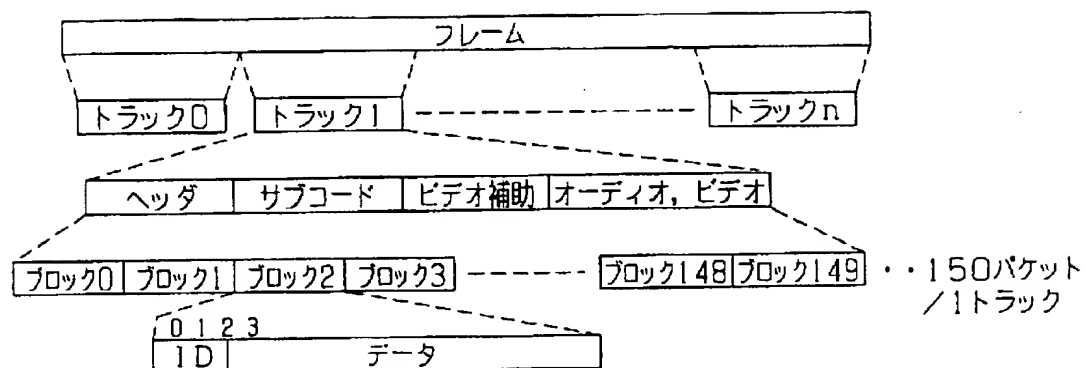 フレーム
トラック0 トラック1 トラックn
ヘッダ サブコード ビデオ補助 オーディオ, ビデオ
ブロック0 ブロック1 ブロック2 ブロック3 ブロック148 ブロック149 ・・150パケット
/1トラック
0 1 2 3
ID データ